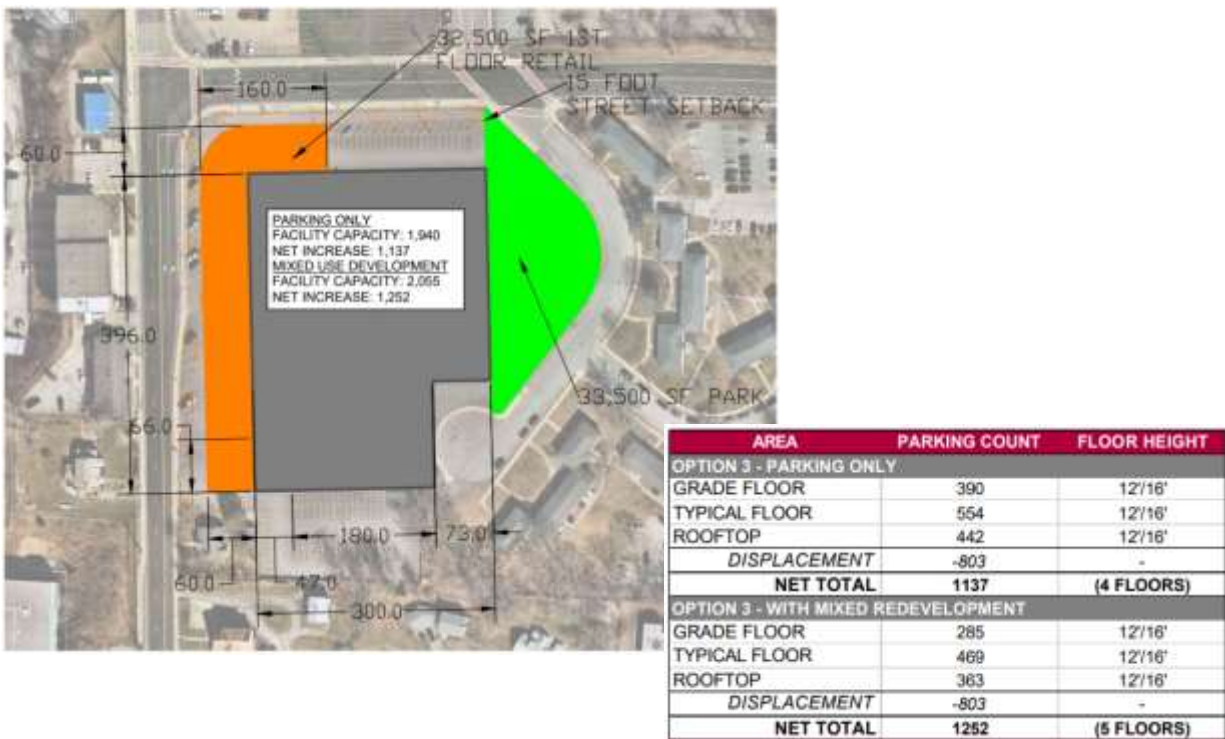 32,500 SF 1ST
FLOOR RETAIL
15 FOOT
STREET SETBACK
160.0
60.0
PARKING ONLY
FACILITY CAPACITY: 1,940
NET INCREASE: 1,137
MIXED USE DEVELOPMENT
FACILITY CAPACITY: 2,055
NET INCREASE: 1,252
396.0
33,500 SF PARK
66.0
180.0
73.0
60.0
47.0
300.0
AREA PARKING COUNT FLOOR HEIGHT
OPTION 3 - PARKING ONLY
GRADE FLOOR 390 12'/16'
TYPICAL FLOOR 554 12'/16'
ROOFTOP 442 12'/16'
DISPLACEMENT -803 -
NET TOTAL 1137 (4 FLOORS)
OPTION 3 - WITH MIXED REDEVELOPMENT
GRADE FLOOR 285 12'/16'
TYPICAL FLOOR 469 12'/16'
ROOFTOP 363 12'/16'
DISPLACEMENT -803 -
NET TOTAL 1252 (5 FLOORS)